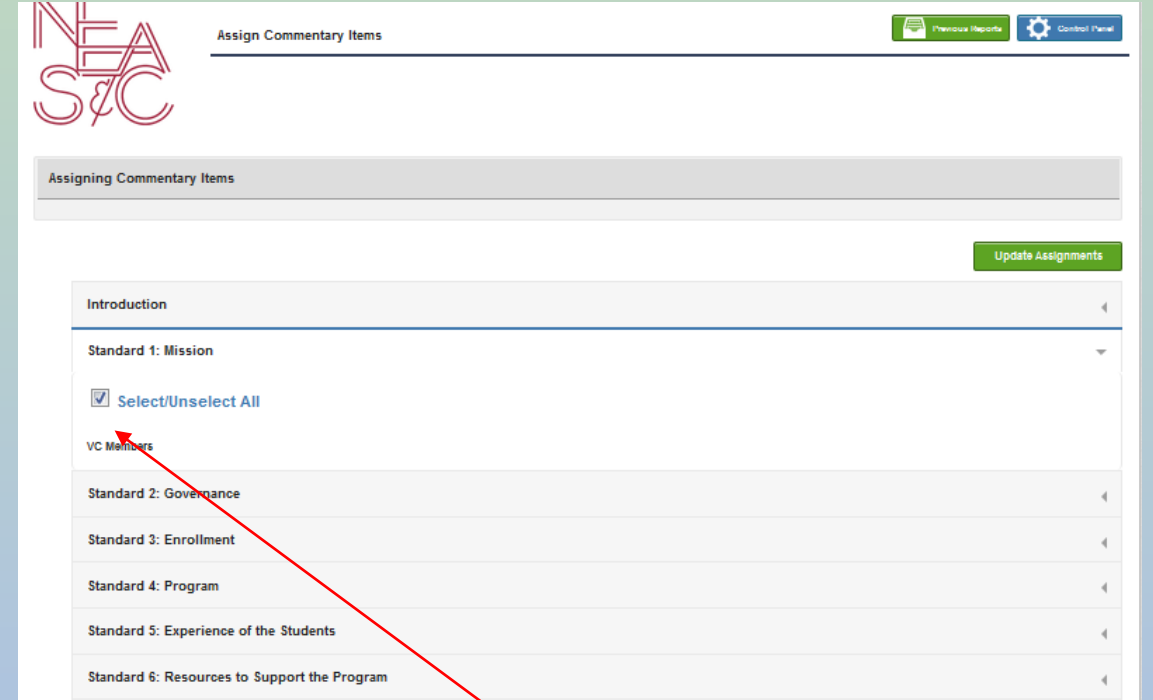 NEA
S&C
Assign Commentary Items
Previous Reports
Control Panel
Assigning Commentary Items
Update Assignments
Introduction
Standard 1: Mission
Select/Unselect All
VC Members
Standard 2: Governance
Standard 3: Enrollment
Standard 4: Program
Standard 5: Experience of the Students
Standard 6: Resources to Support the Program